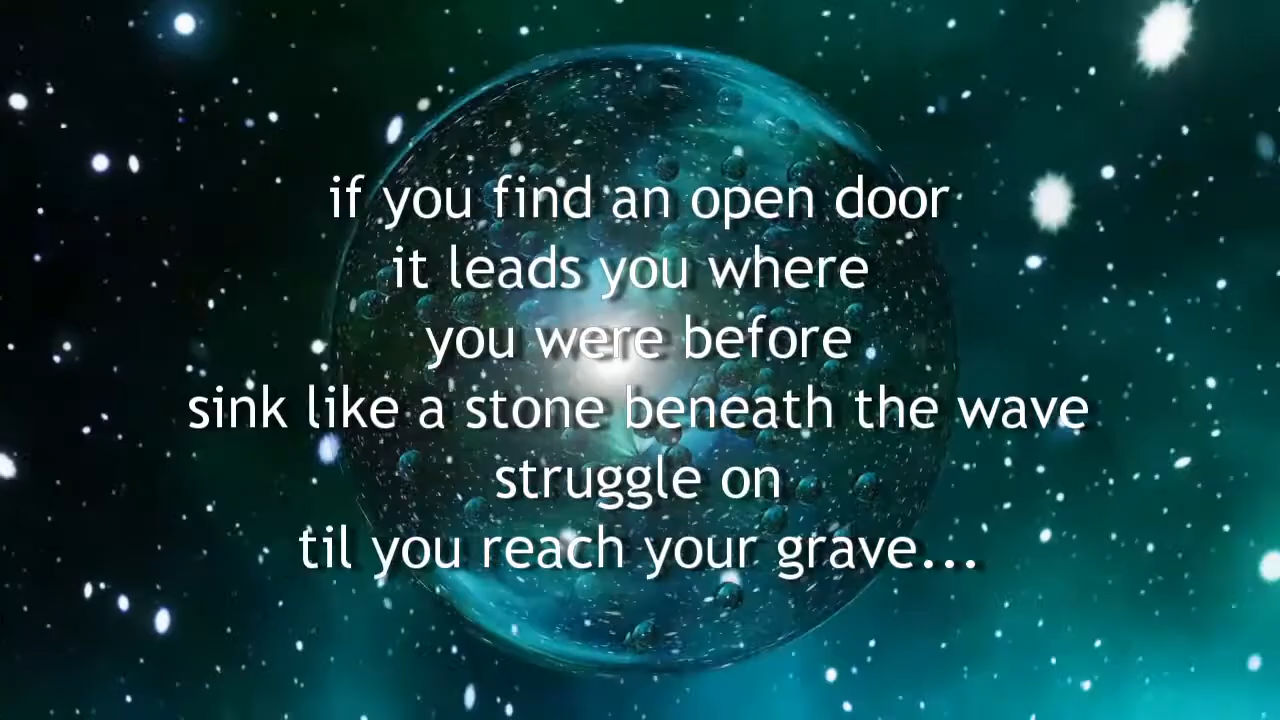 if you find an open door
it leads you where
you were before
sink like a stone beneath the wave
struggle on
til you reach your grave...